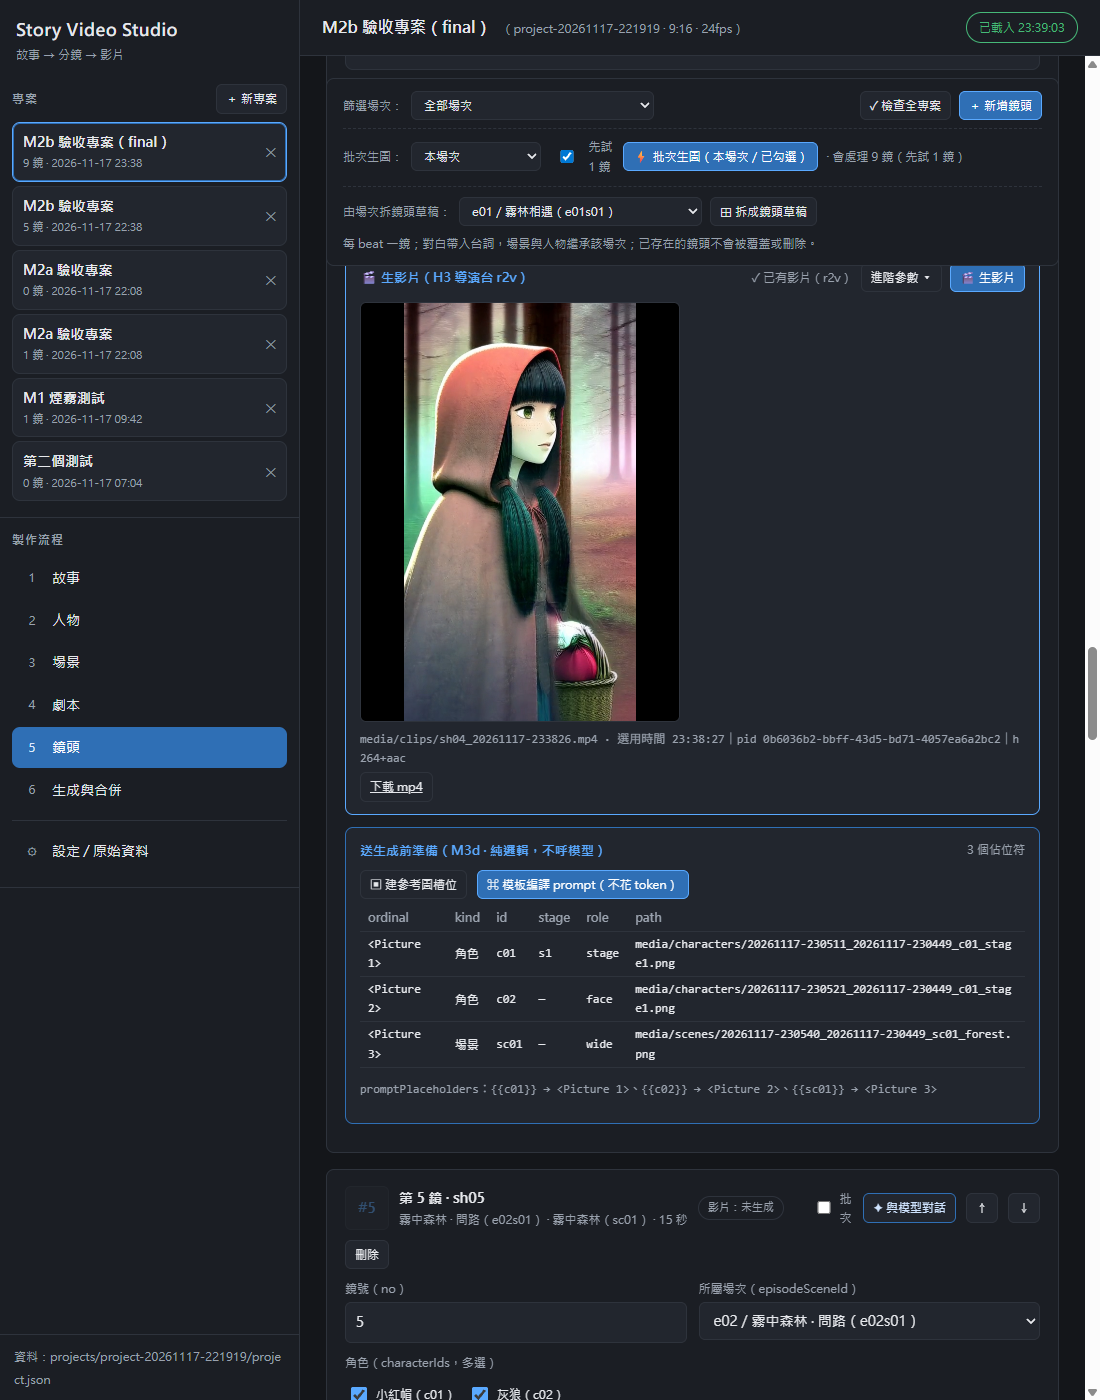 Story Video Studio
故事 → 分鏡 → 影片
專案
+ 新專案
M2b 驗收專案（final）
9 鏡 · 2026-11-17 23:38
M2b 驗收專案
5 鏡 · 2026-11-17 22:38
M2a 驗收專案
0 鏡 · 2026-11-17 22:08
M2a 驗收專案
1 鏡 · 2026-11-17 22:08
M1 煙霧測試
1 鏡 · 2026-11-17 09:42
第二個測試
0 鏡 · 2026-11-17 07:04
製作流程
1 故事
2 人物
3 場景
4 劇本
5 鏡頭
6 生成與合併
設定 / 原始資料
資料：projects/project-20261117-221919/proje
ct.json
M2b 驗收專案（final）（project-20261117-221919 · 9:16 · 24fps）
已載入 23:39:03
篩選場次： 全部場次 ✓檢查全專案 + 新增鏡頭
批次生圖： 本場次 先試 1 鏡 批次生圖（本場次 / 已勾選） · 會處理 9 鏡（先試 1 鏡）
由場次拆鏡頭草稿： e01 / 霧林相遇（e01s01） 拆成鏡頭草稿
每 beat 一鏡；對白帶入台詞，場景與人物繼承該場次；已存在的鏡頭不會被覆蓋或刪除。
生影片（H3 導演台 r2v） ✓已有影片（r2v） 進階參數 ▾ 生影片
media/clips/sh04_20261117-233826.mp4 · 選用時間 23:38:27｜pid 0b6036b2-bbff-43d5-bd71-4057ea6a2bc2｜h
264+aac
下載 mp4
送生成前準備（M3d · 純邏輯，不呼模型） 3 個佔位符
建參考圖槽位 ⌘ 模板編譯 prompt（不花 token）
ordinal kind id stage role path
<Picture 1> 角色 c01 s1 stage media/characters/20261117-230511_20261117-230449_c01_stage1.png
<Picture 2> 角色 c02 — face media/characters/20261117-230521_20261117-230449_c01_stage1.png
<Picture 3> 場景 sc01 — wide media/scenes/20261117-230540_20261117-230449_sc01_forest.png
promptPlaceholders：{{c01}} → <Picture 1>、{{c02}} → <Picture 2>、{{sc01}} → <Picture 3>
#5
第 5 鏡 · sh05
霧中森林 · 問路（e02s01） · 霧中森林（sc01） · 15 秒
影片：未生成
批次
✦ 與模型對話
↑
↓
刪除
鏡號（no）
5
所屬場次（episodeSceneId）
e02 / 霧中森林 · 問路（e02s01）
角色（characterIds，多選）
小紅帽（c01） 灰狼（c02）